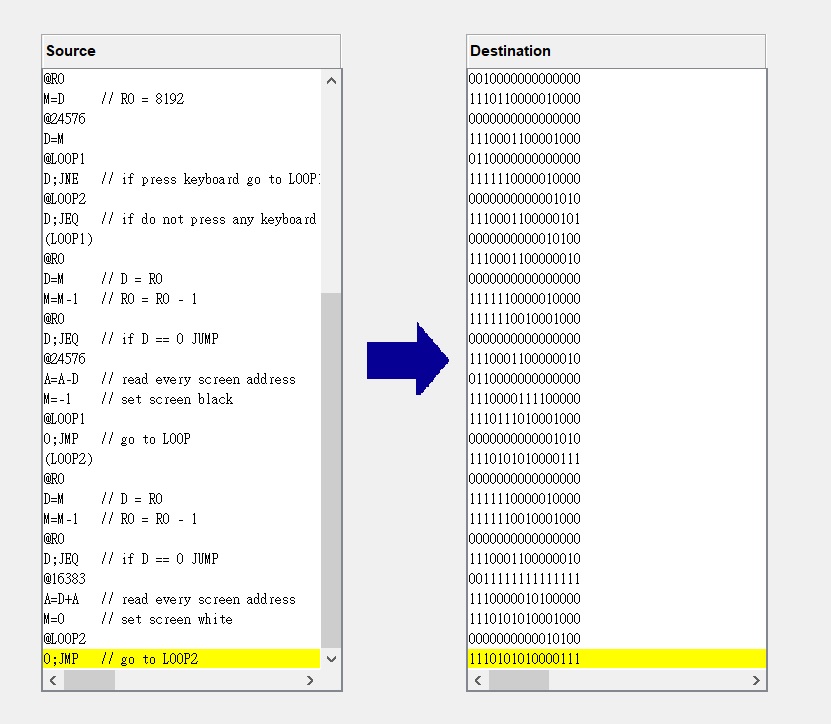 Source
@R0
M=D // R0 = 8192
@24576
D=M
@LOOP1
D;JNE // if press keyboard go to LOOP1
@LOOP2
D;JEQ // if do not press any keyboard
(LOOP1)
@R0
D=M // D = R0
M=M-1 // R0 = R0 - 1
@R0
D;JEQ // if D == 0 JUMP
@24576
A=A-D // read every screen address
M=-1 // set screen black
@LOOP1
0;JMP // go to LOOP
(LOOP2)
@R0
D=M // D = R0
M=M-1 // R0 = R0 - 1
@R0
D;JEQ // if D == 0 JUMP
@16383
A=D+A // read every screen address
M=0 // set screen white
@LOOP2
0;JMP // go to LOOP2
Destination
0010000000000000
1110110000010000
0000000000000000
1110001100001000
0110000000000000
1111110000010000
0000000000001010
1110001100000101
0000000000010100
1110001100000010
0000000000000000
1111110000010000
1111110010001000
0000000000000000
1110001100000010
0110000000000000
1110000111100000
1110111010001000
0000000000001010
1110101010000111
0000000000000000
1111110000010000
1111110010001000
0000000000000000
1110001100000010
0011111111111111
1110000010100000
1110101010001000
0000000000010100
1110101010000111